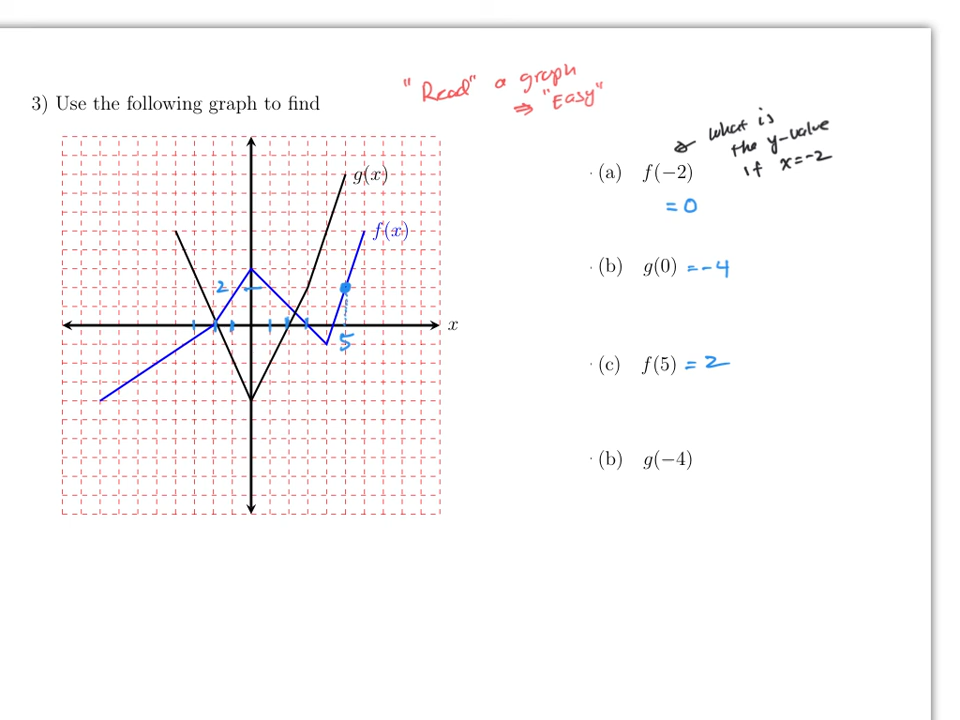 "Read" a graph
⇒ "Easy"
3) Use the following graph to find
what is
the y-value
if x=-2
(a) f(−2)
= 0
g(x)
f(x)
(b) g(0) = -4
2
x
5
(c) f(5) = 2
(b) g(−4)